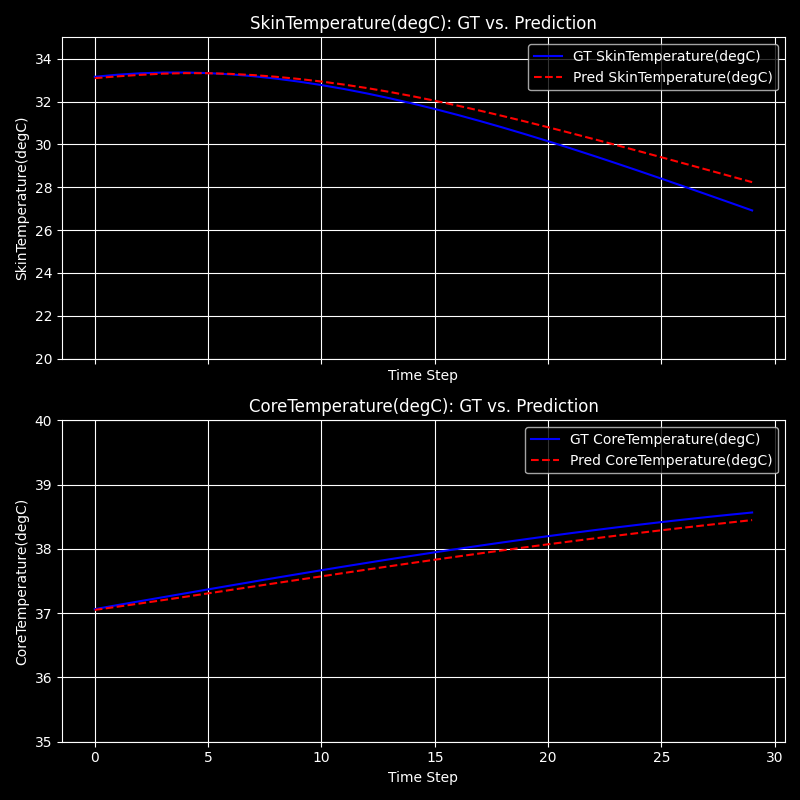 SkinTemperature(degC): GT vs. Prediction
GT SkinTemperature(degC)
Pred SkinTemperature(degC)
SkinTemperature(degC)
34
32
30
28
26
24
22
20
Time Step
CoreTemperature(degC): GT vs. Prediction
GT CoreTemperature(degC)
Pred CoreTemperature(degC)
CoreTemperature(degC)
40
39
38
37
36
35
0 5 10 15 20 25 30
Time Step